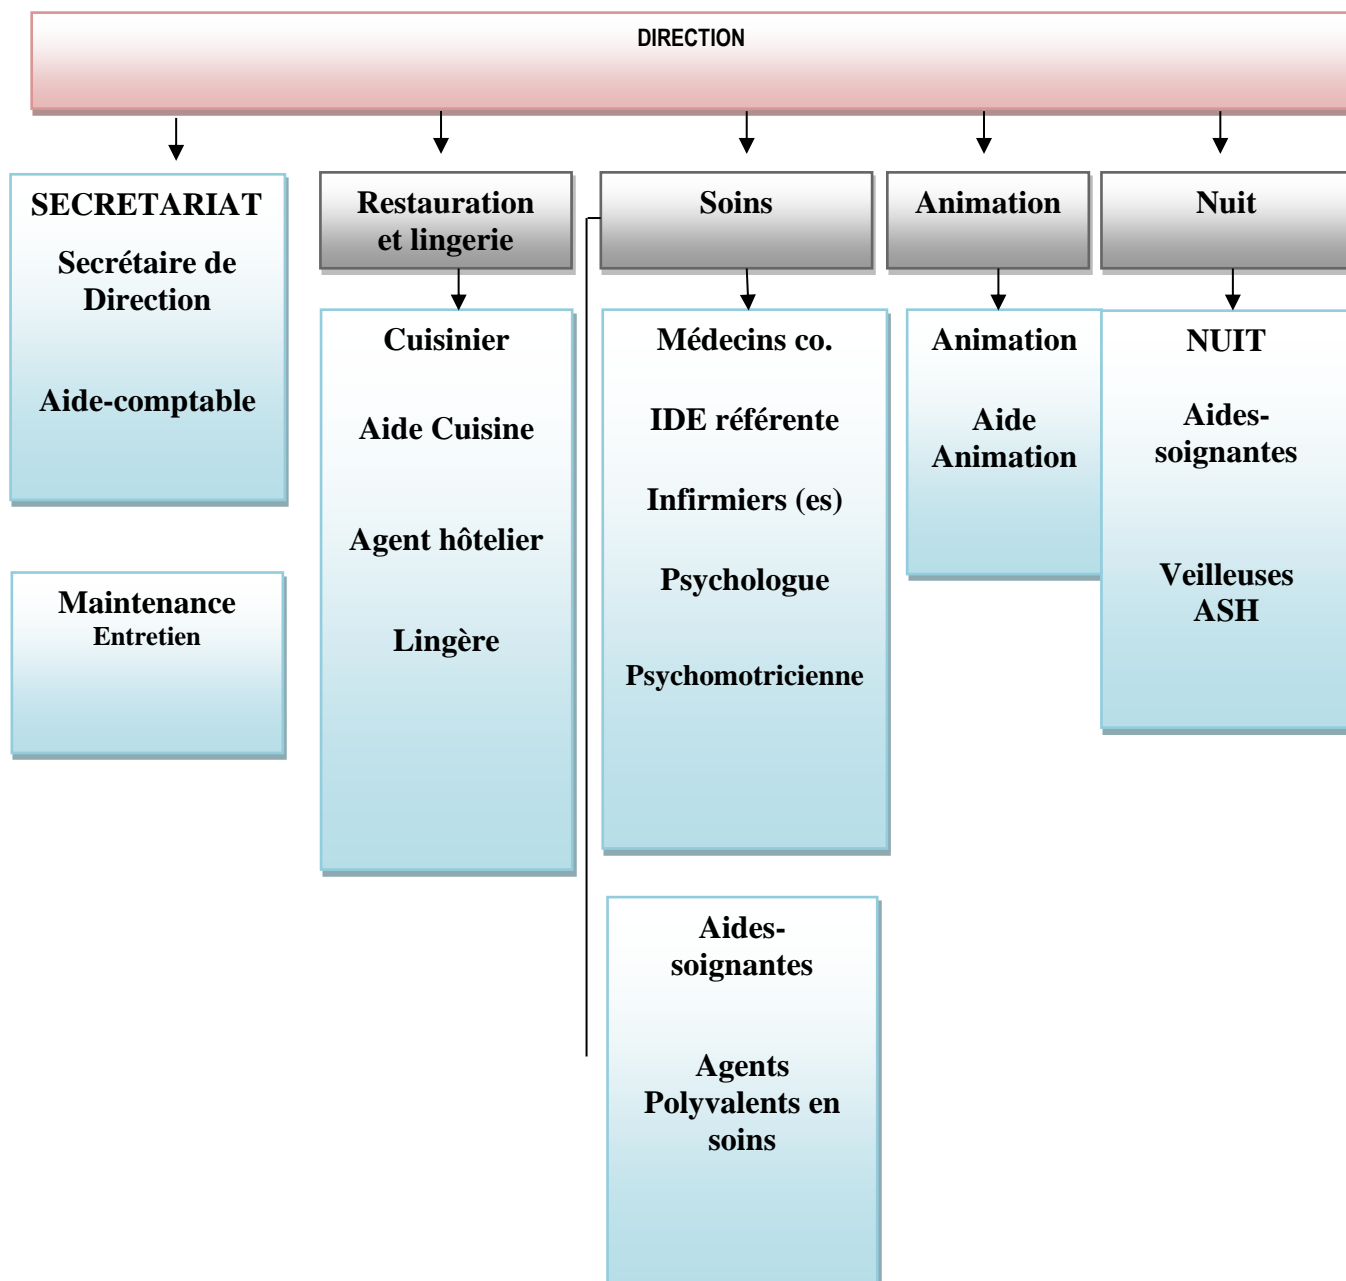 DIRECTION
SECRETARIAT
Secrétaire de
Direction
Aide-comptable
Maintenance
Entretien
Restauration
et lingerie
Cuisinier
Aide Cuisine
Agent hôtelier
Lingère
Soins
Médecins co.
IDE référente
Infirmiers (es)
Psychologue
Psychomotricienne
Aides-
soignantes
Agents
Polyvalents en
soins
Animation
Animation
Aide
Animation
Nuit
NUIT
Aides-
soignantes
Veilleuses
ASH